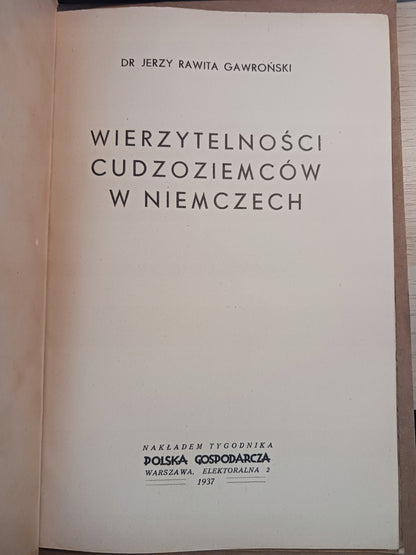 DR JERZY RAWITA GAWROŃSKI
WIERZYTELNOŚCI
CUDZOZIEMCÓW
W NIEMCZECH
NAKŁADEM TYGODNIKA
POLSKA GOSPODARCZA
WARSZAWA, ELEKTORALNA 2
1937